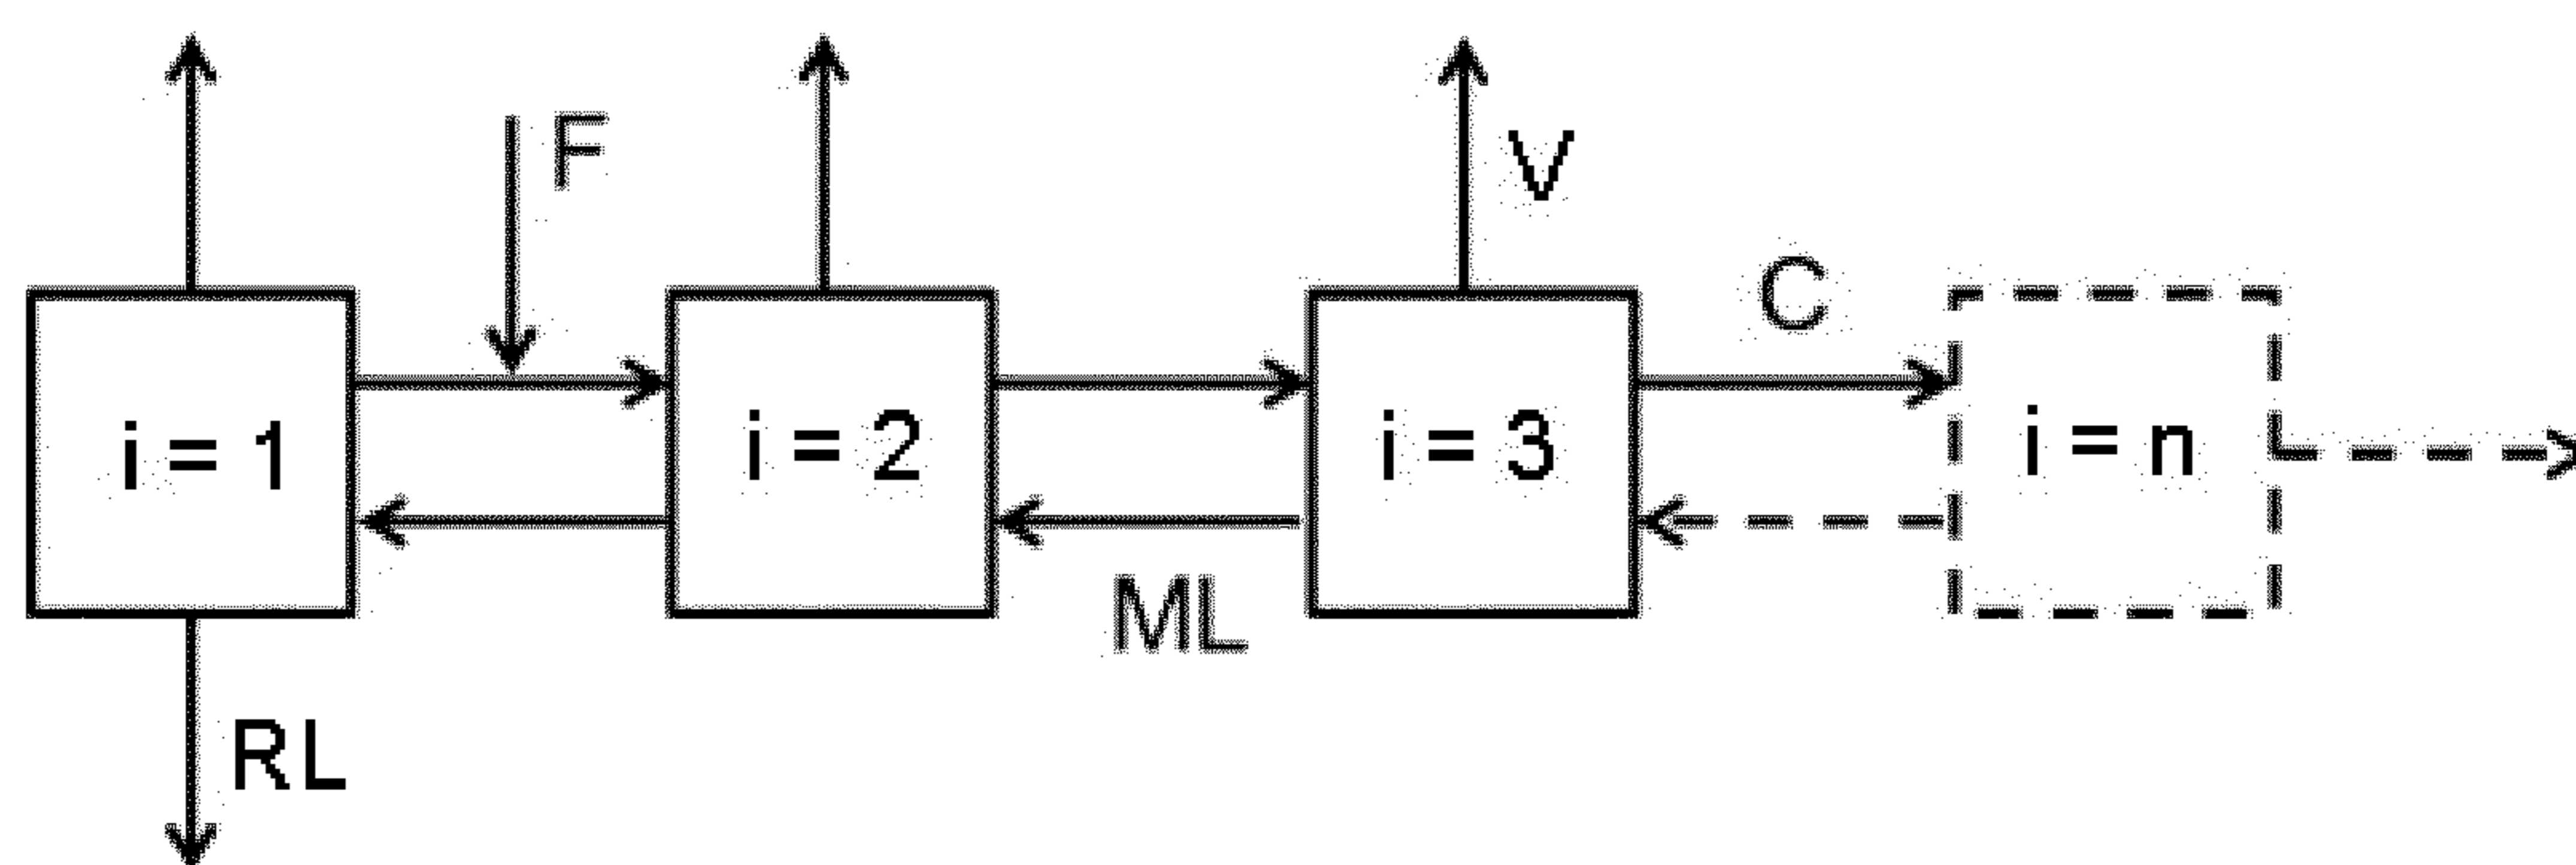 F
V
C
i = 1
i = 2
i = 3
i = n
ML
RL